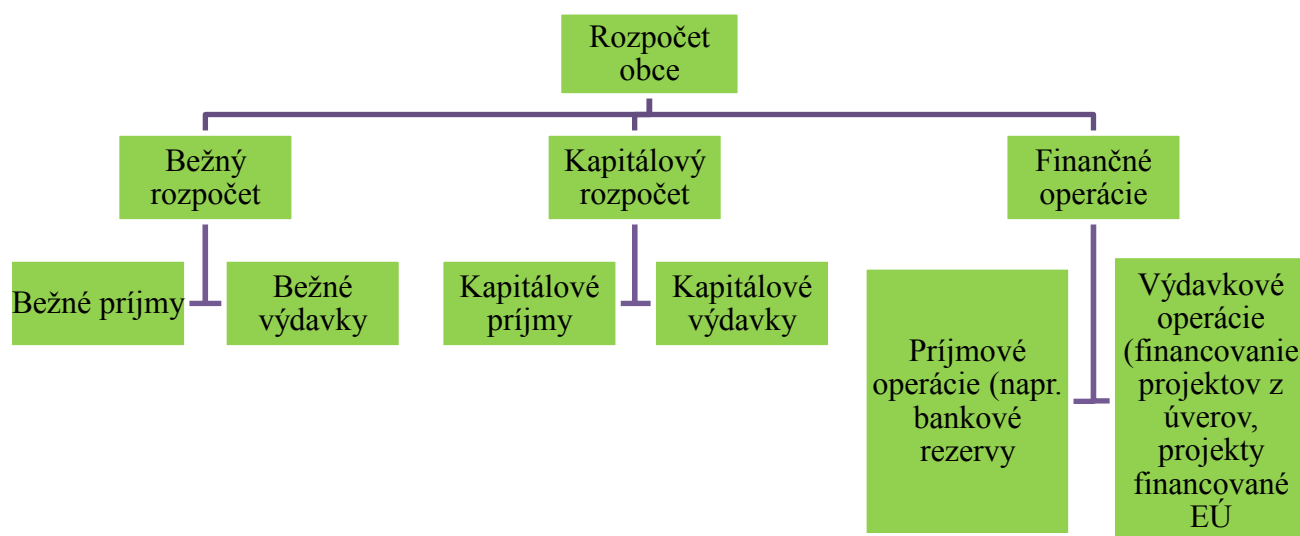 Rozpočet
obce
Bežný
rozpočet
Kapitálový
rozpočet
Finančné
operácie
Bežné príjmy
Bežné
výdavky
Kapitálové
príjmy
Kapitálové
výdavky
Príjmové
operácie (napr.
bankové
rezervy
Výdavkové
operácie
(financovanie
projektov z
úverov,
projekty
financované
EÚ